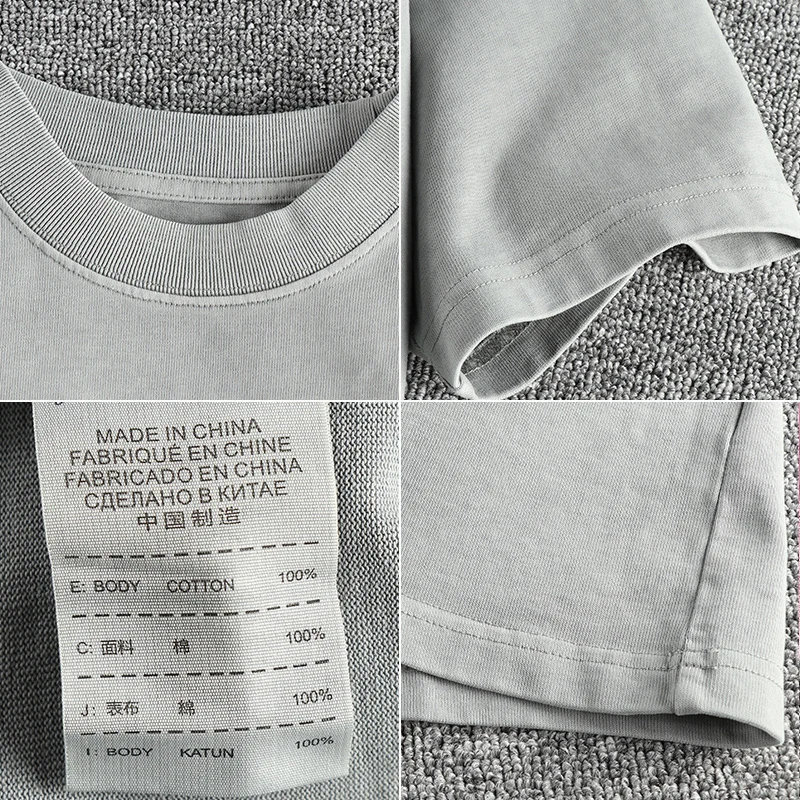 MADE IN CHINA
FABRIQUÉ EN CHINE
FABRICADO EN CHINA
СДЕЛАНО В КИТАЕ
中国制造
E: BODY COTTON 100%
C: 面料 棉 100%
J: 表布 綿 100%
I: BODY KATUN 100%